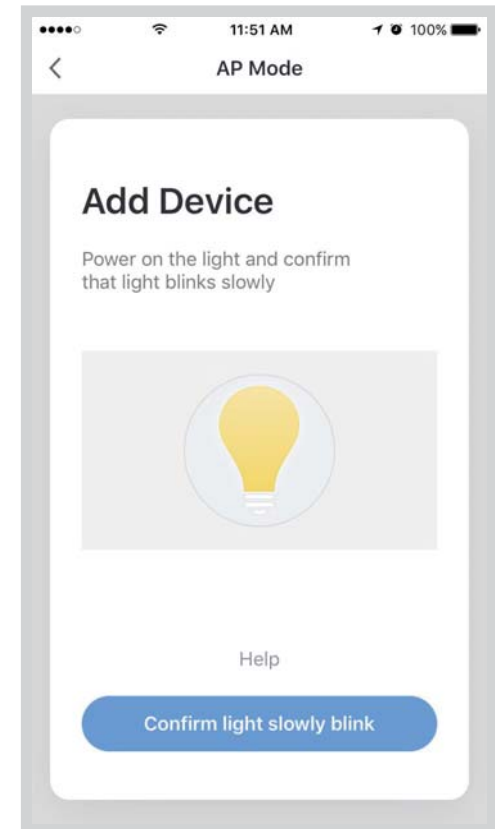 11:51 AM
100%
AP Mode
Add Device
Power on the light and confirm
that light blinks slowly
Help
Confirm light slowly blink